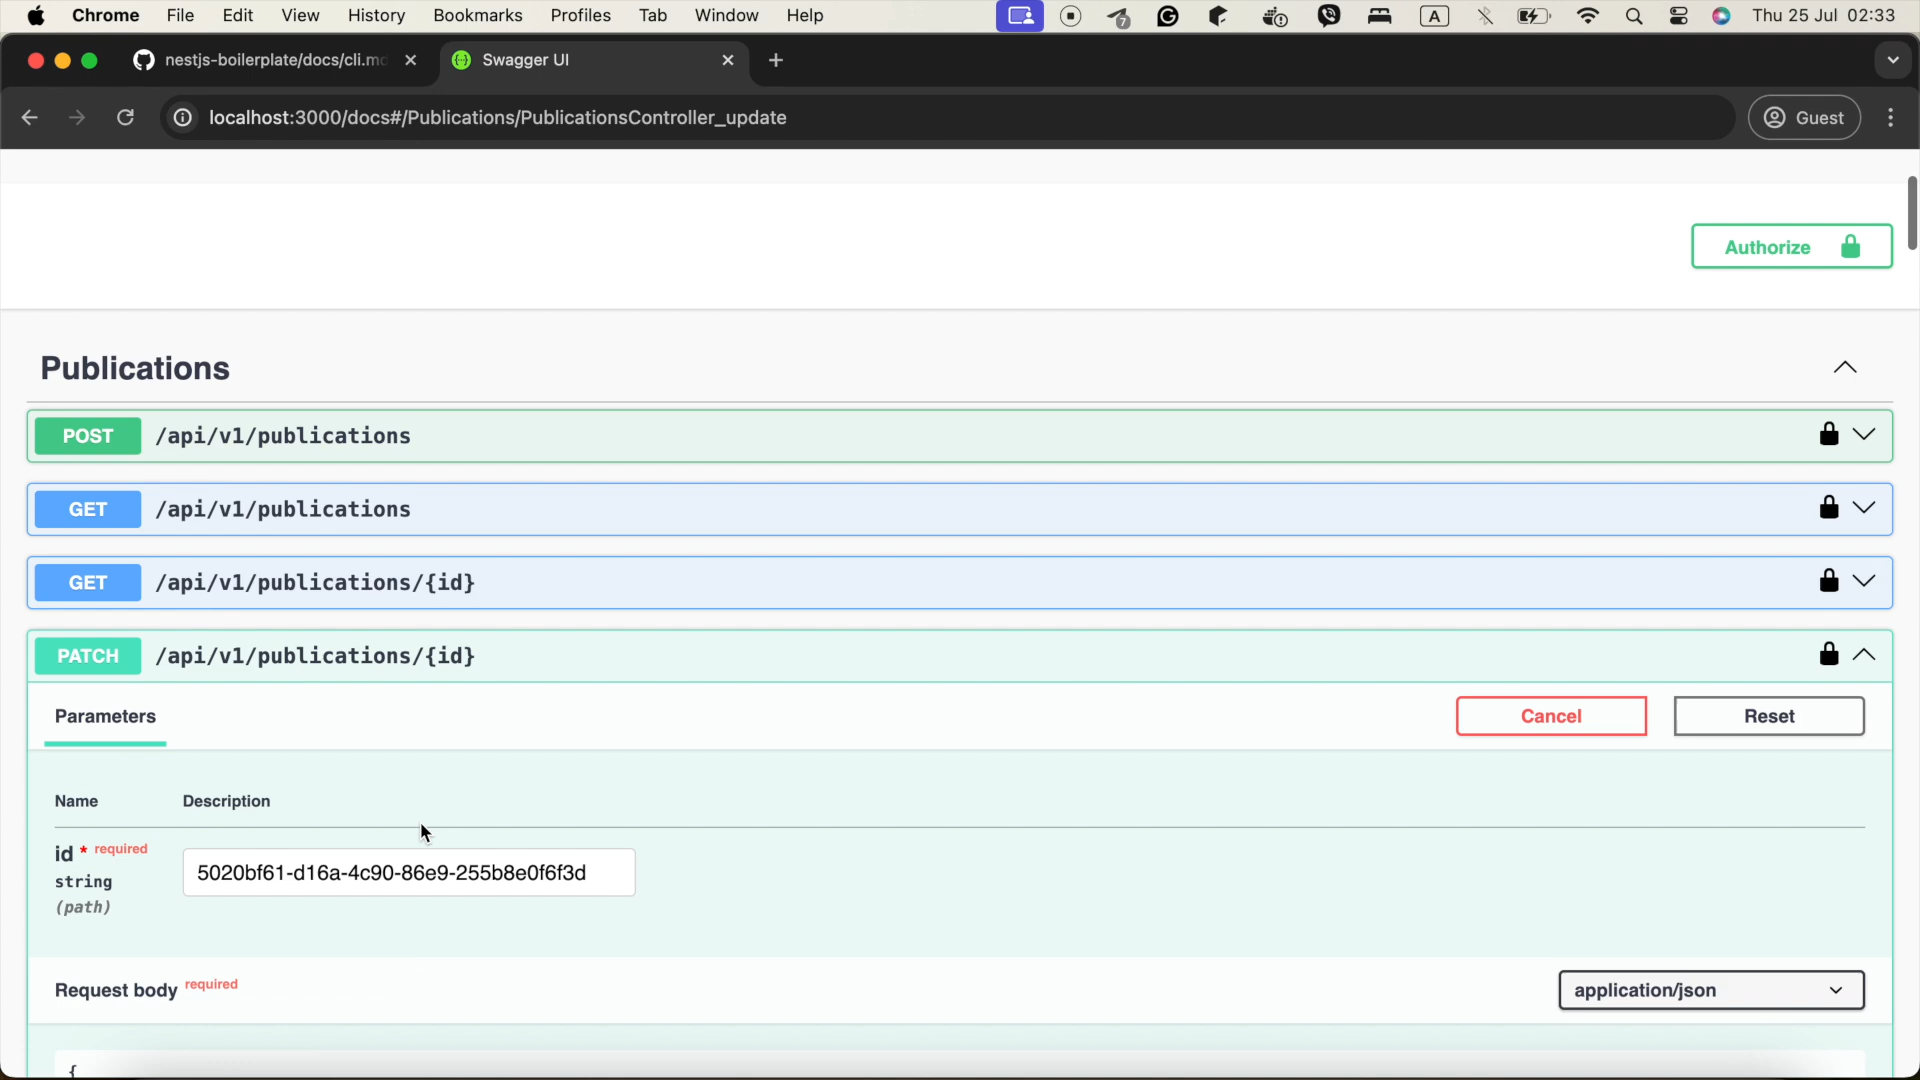 Chrome File Edit View History Bookmarks Profiles Tab Window Help 7 A Thu 25 Jul 02:33
nestjs-boilerplate/docs/cli.md Swagger UI
localhost:3000/docs#/Publications/PublicationsController_update Guest
Authorize
Publications
POST /api/v1/publications
GET /api/v1/publications
GET /api/v1/publications/{id}
PATCH /api/v1/publications/{id}
Parameters Cancel Reset
Name Description
id * required
string
(path)
5020bf61-d16a-4c90-86e9-255b8e0f6f3d
Request body required application/json
{